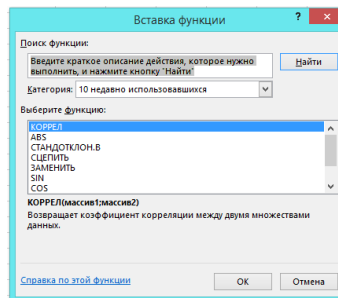 Вставка функции
? ×
Поиск функции:
Введите краткое описание действия, которое нужно
выполнить, и нажмите кнопку "Найти"
Найти
Категория: 10 недавно использовавшихся
Выберите функцию:
КОРРЕЛ
ABS
СТАНДОТКЛОН.В
СЦЕПИТЬ
ЗАМЕНИТЬ
SIN
COS
КОРРЕЛ(массив1;массив2)
Возвращает коэффициент корреляции между двумя множествами
данных.
Справка по этой функции
ОК
Отмена